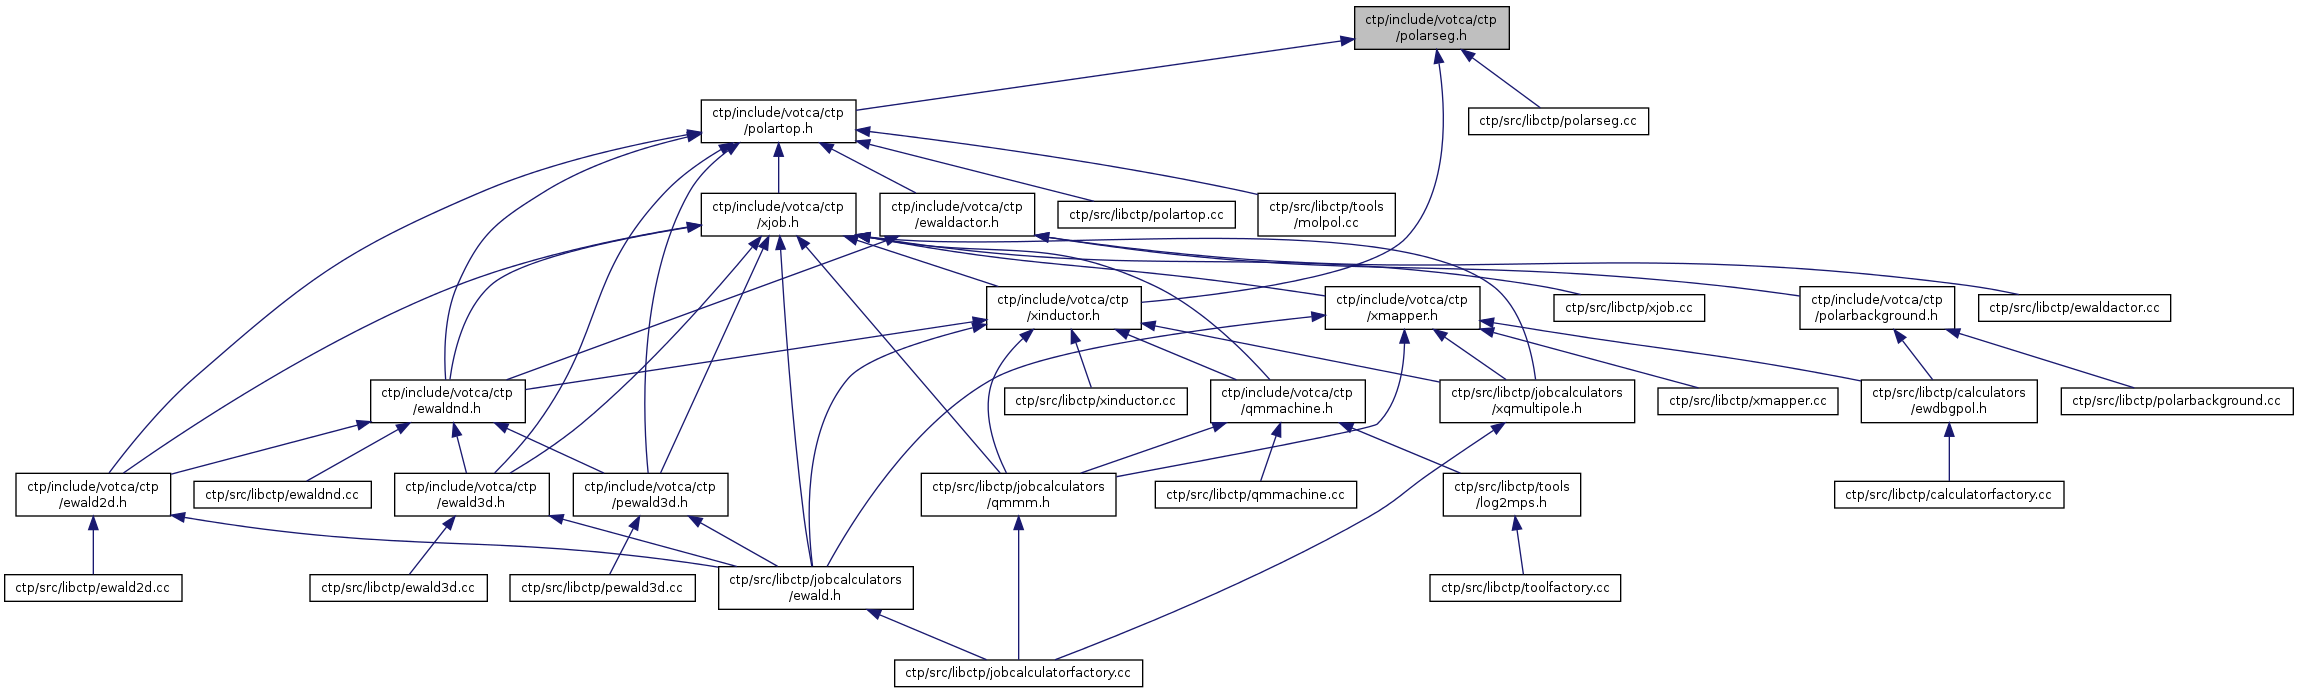 ctp/include/votca/ctp
/polarseg.h
ctp/include/votca/ctp
/polartop.h
ctp/src/libctp/polarseg.cc
ctp/include/votca/ctp
/xjob.h
ctp/include/votca/ctp
/ewaldactor.h
ctp/src/libctp/polartop.cc
ctp/src/libctp/tools
/molpol.cc
ctp/include/votca/ctp
/xinductor.h
ctp/include/votca/ctp
/xmapper.h
ctp/src/libctp/xjob.cc
ctp/include/votca/ctp
/polarbackground.h
ctp/src/libctp/ewaldactor.cc
ctp/include/votca/ctp
/ewaldnd.h
ctp/src/libctp/xinductor.cc
ctp/include/votca/ctp
/qmmachine.h
ctp/src/libctp/jobcalculators
/xqmultipole.h
ctp/src/libctp/xmapper.cc
ctp/src/libctp/calculators
/ewdbgpol.h
ctp/src/libctp/polarbackground.cc
ctp/include/votca/ctp
/ewald2d.h
ctp/src/libctp/ewaldnd.cc
ctp/include/votca/ctp
/ewald3d.h
ctp/include/votca/ctp
/pewald3d.h
ctp/src/libctp/jobcalculators
/qmmm.h
ctp/src/libctp/qmmachine.cc
ctp/src/libctp/tools
/log2mps.h
ctp/src/libctp/calculatorfactory.cc
ctp/src/libctp/ewald2d.cc
ctp/src/libctp/ewald3d.cc
ctp/src/libctp/pewald3d.cc
ctp/src/libctp/jobcalculators
/ewald.h
ctp/src/libctp/toolfactory.cc
ctp/src/libctp/jobcalculatorfactory.cc